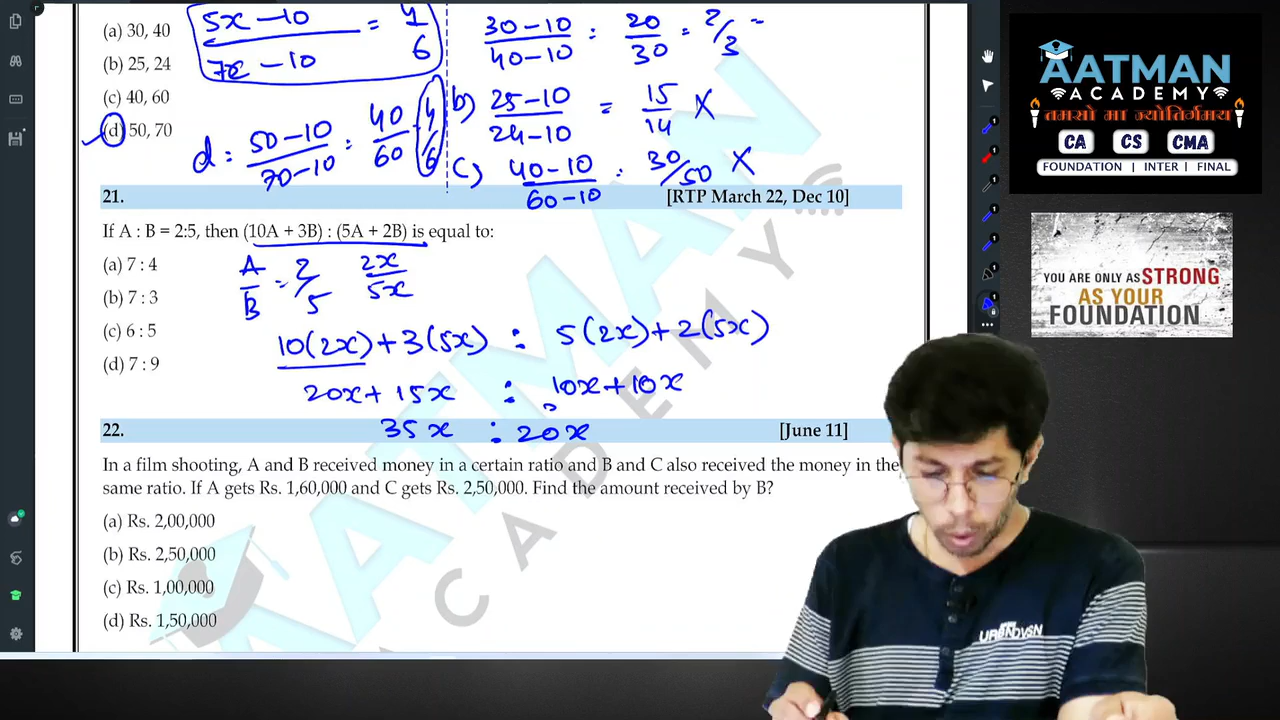 (a) 30, 40
(b) 25, 24
(c) 40, 60
(d) 50, 70
5x – 10 / 7x – 10 = 4/6
30 – 10 / 40 – 10 = 20/30 = 2/3
b) 25 – 10 / 24 – 10 = 15/14 X
d = 50 – 10 / 70 – 10 = 40/60 = 4/6
c) 40 – 10 / 60 – 10 = 30/50 X
21. [RTP March 22, Dec 10]
If A : B = 2:5, then (10A + 3B) : (5A + 2B) is equal to:
(a) 7 : 4
(b) 7 : 3
(c) 6 : 5
(d) 7 : 9
A/B = 2/5 2x/5x
10(2x) + 3(5x) : 5(2x) + 2(5x)
20x + 15x : 10x + 10x
35x : 20x
22. [June 11]
In a film shooting, A and B received money in a certain ratio and B and C also received the money in the
same ratio. If A gets Rs. 1,60,000 and C gets Rs. 2,50,000. Find the amount received by B?
(a) Rs. 2,00,000
(b) Rs. 2,50,000
(c) Rs. 1,00,000
(d) Rs. 1,50,000
AATMAN
ACADEMY
AATMAN
ACADEMY
तमसो मा ज्योतिर्गमय
CA CS CMA
FOUNDATION | INTER | FINAL
YOU ARE ONLY AS STRONG
AS YOUR
FOUNDATION
URBNDVSN